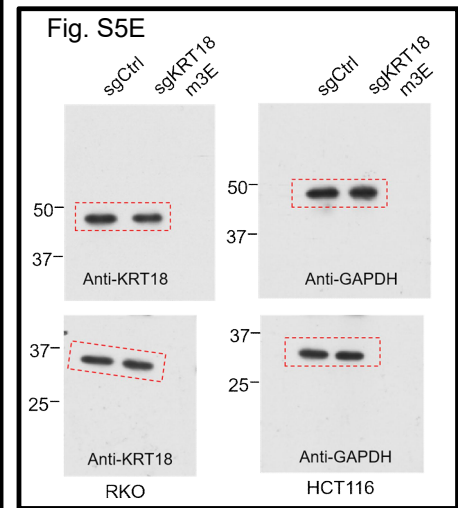 Fig. S5E
sgCtrl
sgKRT18
m3E
sgCtrl
sgKRT18
m3E
50
37
Anti-KRT18
50
37
Anti-GAPDH
37
25
Anti-KRT18
RKO
37
25
Anti-GAPDH
HCT116